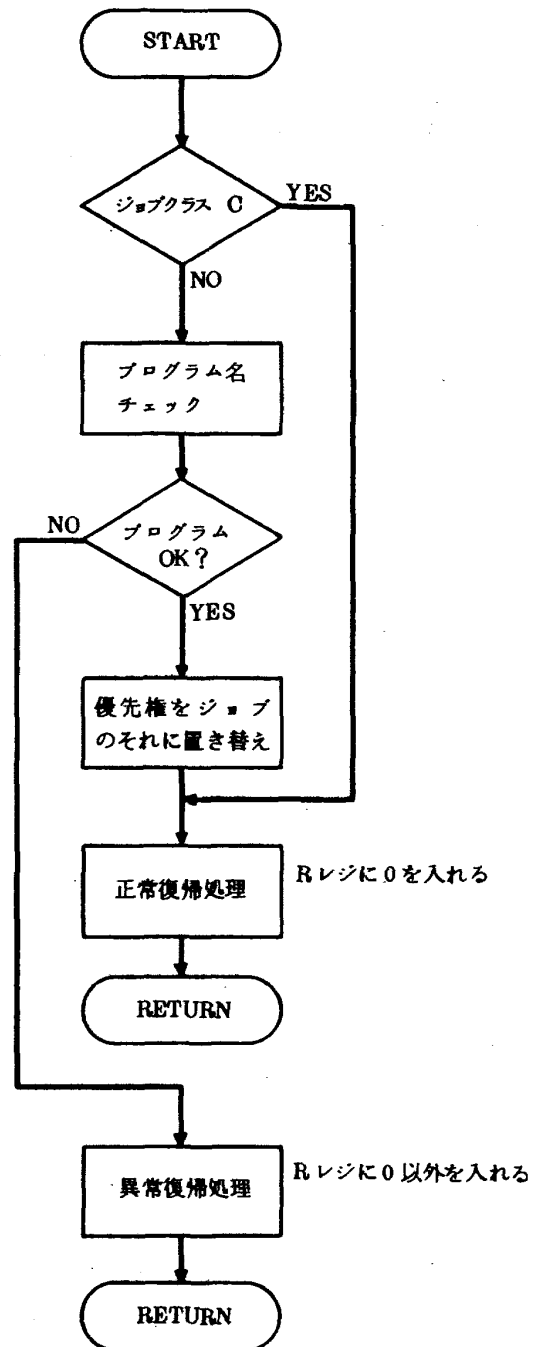 START
ジョブクラス C
YES
NO
プログラム名
チェック
NO
プログラム
OK?
YES
優先権をジョブ
のそれに置き替え
正常復帰処理
Rレジに0を入れる
RETURN
異常復帰処理
Rレジに0以外を入れる
RETURN